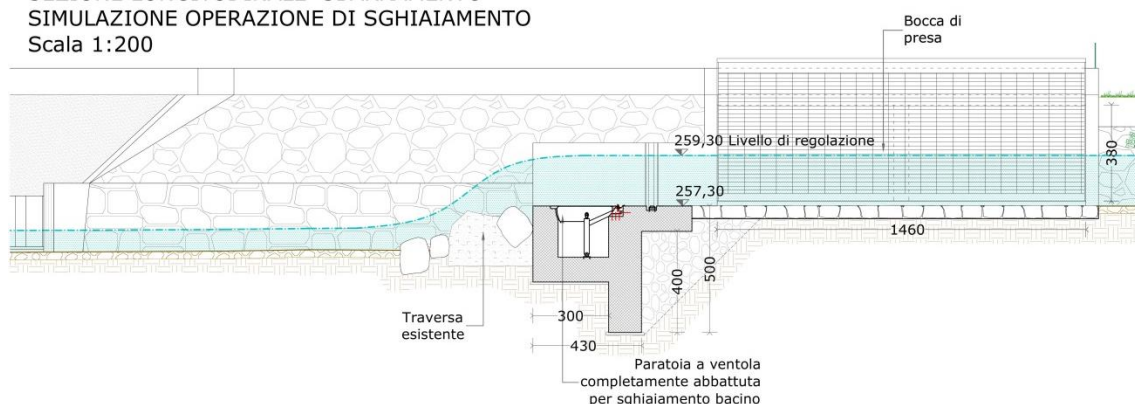 SIMULAZIONE OPERAZIONE DI SGHIAIAMENTO
Scala 1:200
Bocca di
presa
259,30 Livello di regolazione
257,30
380
1460
400
500
300
430
Traversa
esistente
Paratoia a ventola
completamente abbattuta
per sghiaiamento bacino